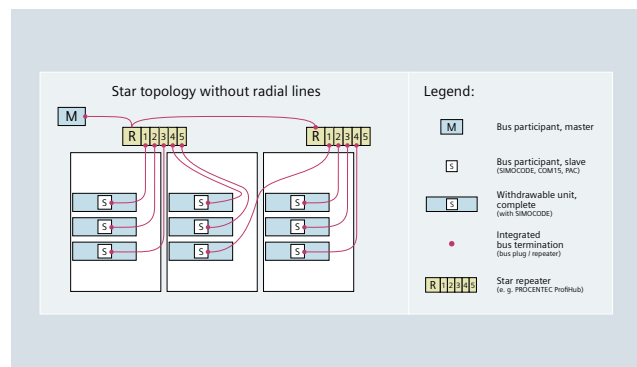 Star topology without radial lines
M
R 1 2 3 4 5
R 1 2 3 4 5
S S S
S S S
S S S
Legend:
M
Bus participant, master
S
Bus participant, slave
(SIMOCODE, COM15, PAC)
S
Withdrawable unit,
complete
(with SIMOCODE)
Integrated
bus termination
(bus plug / repeater)
R 1 2 3 4 5
Star repeater
(e. g. PROCENTEC ProfiHub)